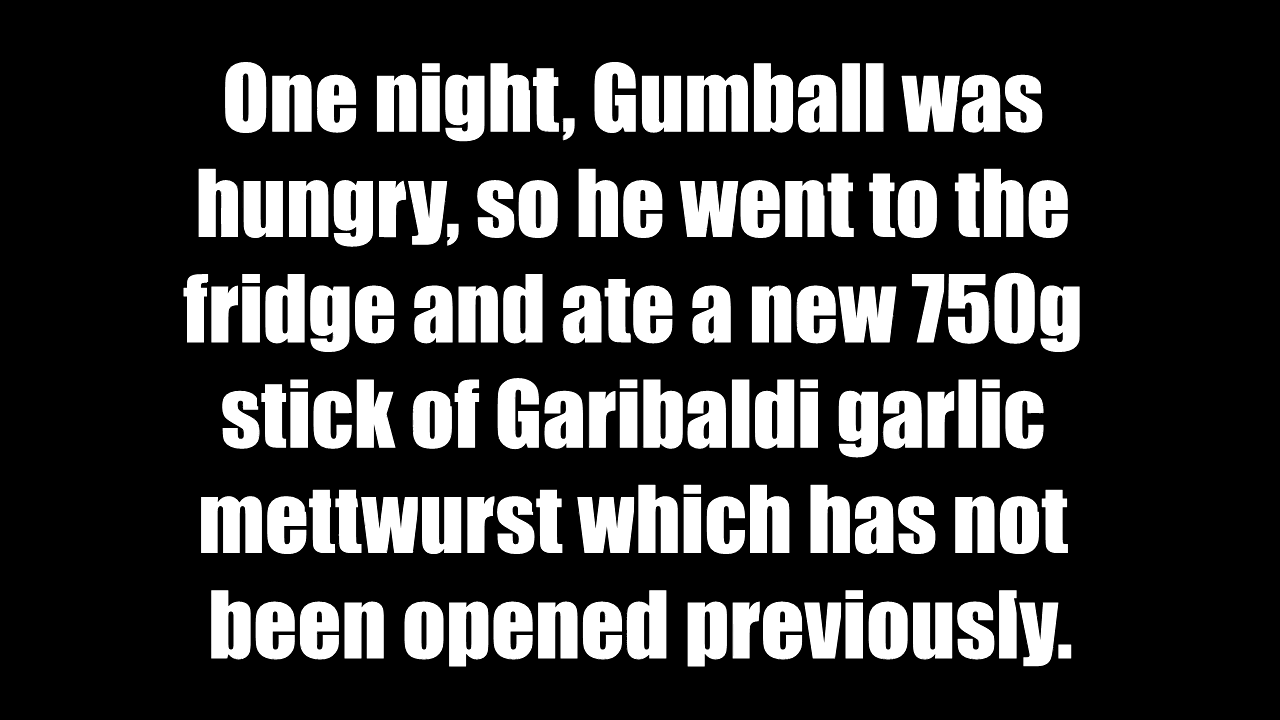 One night, Gumball was
hungry, so he went to the
fridge and ate a new 750g
stick of Garibaldi garlic
mettwurst which has not
been opened previously.